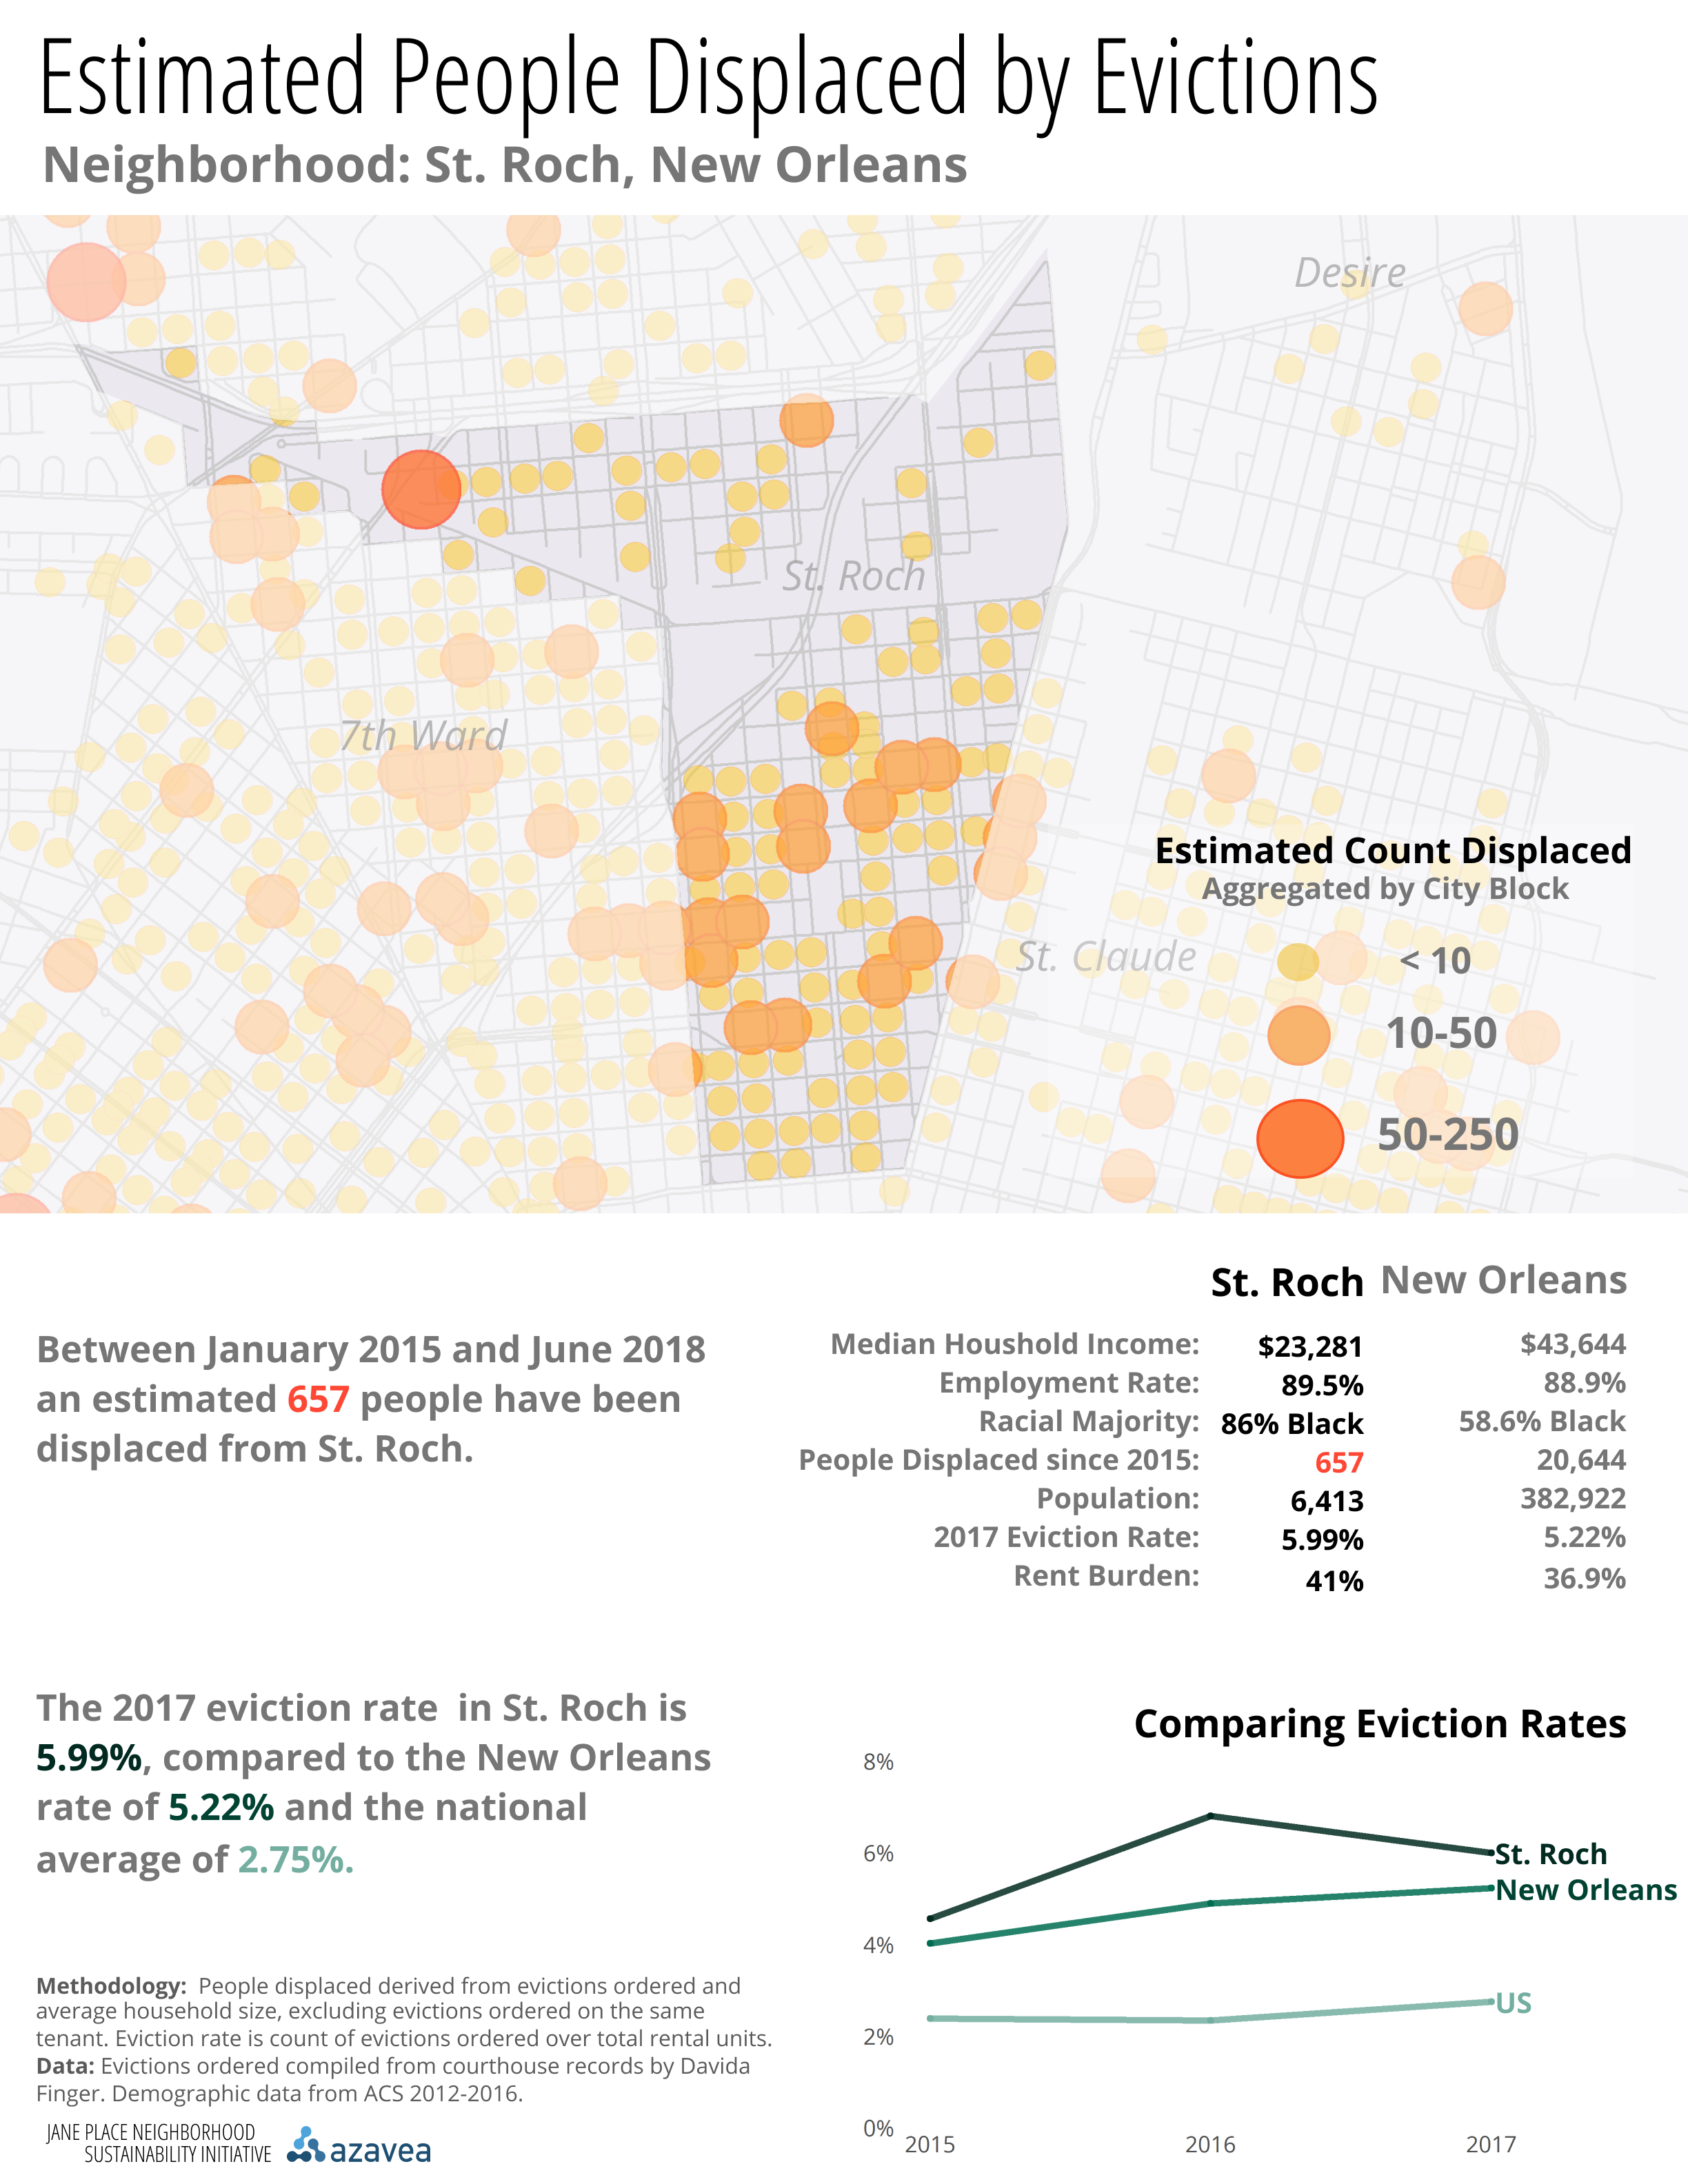 Estimated People Displaced by Evictions
Neighborhood: St. Roch, New Orleans
Desire
St. Roch
7th Ward
St. Claude
Estimated Count Displaced
Aggregated by City Block
< 10
10-50
50-250
Between January 2015 and June 2018
an estimated 657 people have been
displaced from St. Roch.
St. Roch New Orleans
Median Houshold Income: $23,281 $43,644
Employment Rate: 89.5% 88.9%
Racial Majority: 86% Black 58.6% Black
People Displaced since 2015: 657 20,644
Population: 6,413 382,922
2017 Eviction Rate: 5.99% 5.22%
Rent Burden: 41% 36.9%
The 2017 eviction rate in St. Roch is
5.99%, compared to the New Orleans
rate of 5.22% and the national
average of 2.75%.
Methodology: People displaced derived from evictions ordered and
average household size, excluding evictions ordered on the same
tenant. Eviction rate is count of evictions ordered over total rental units.
Data: Evictions ordered compiled from courthouse records by Davida
Finger. Demographic data from ACS 2012-2016.
JANE PLACE NEIGHBORHOOD
SUSTAINABILITY INITIATIVE
azavea
Comparing Eviction Rates
8%
6%
4%
2%
0%
St. Roch
New Orleans
US
2015 2016 2017